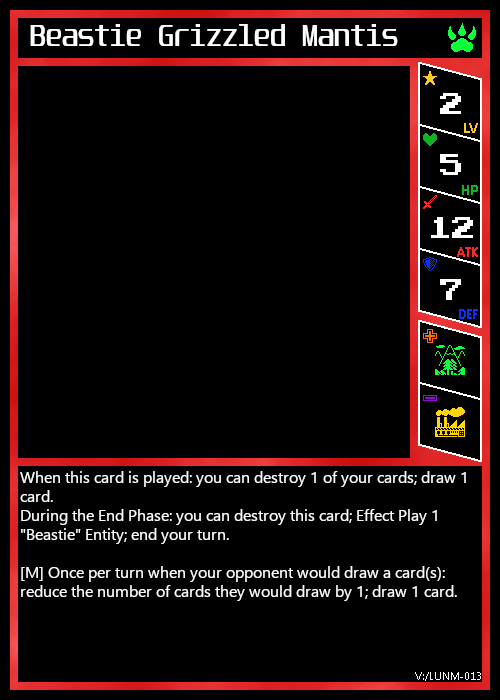 Beastie Grizzled Mantis
2
LV
5
HP
12
ATK
7
DEF
When this card is played: you can destroy 1 of your cards; draw 1
card.
During the End Phase: you can destroy this card; Effect Play 1
"Beastie" Entity; end your turn.
[M] Once per turn when your opponent would draw a card(s):
reduce the number of cards they would draw by 1; draw 1 card.
V:/LUNM-013